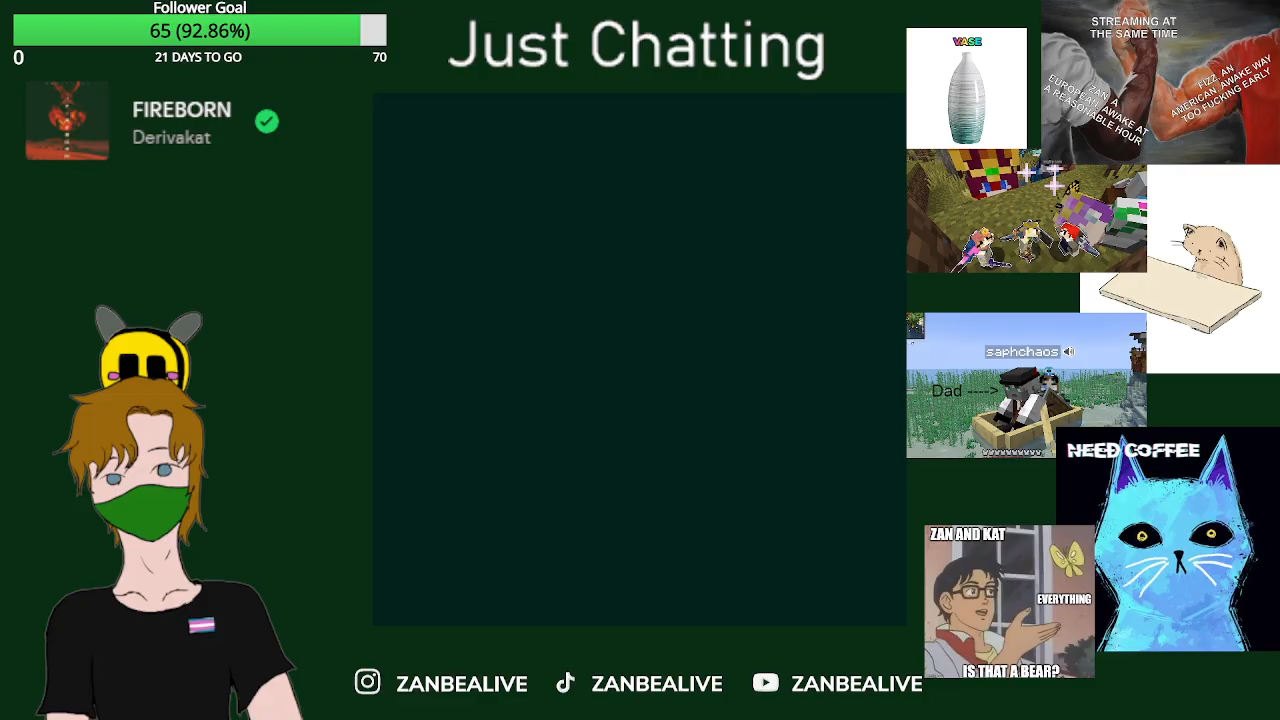 Follower Goal
65 (92.86%)
0
21 DAYS TO GO
70
FIREBORN
Derivakat
Just Chatting
VASE
STREAMING AT
THE SAME TIME
ZAN, A
EUROPEAN AWAKE AT
A REASONABLE HOUR
FIZZ, AN
AMERICAN AWAKE WAY
TOO FUCKING EARLY
saphchaos
Dad ---->
NEED COFFEE
ZAN AND KAT
EVERYTHING
IS THAT A BEAR?
ZANBEALIVE
ZANBEALIVE
ZANBEALIVE